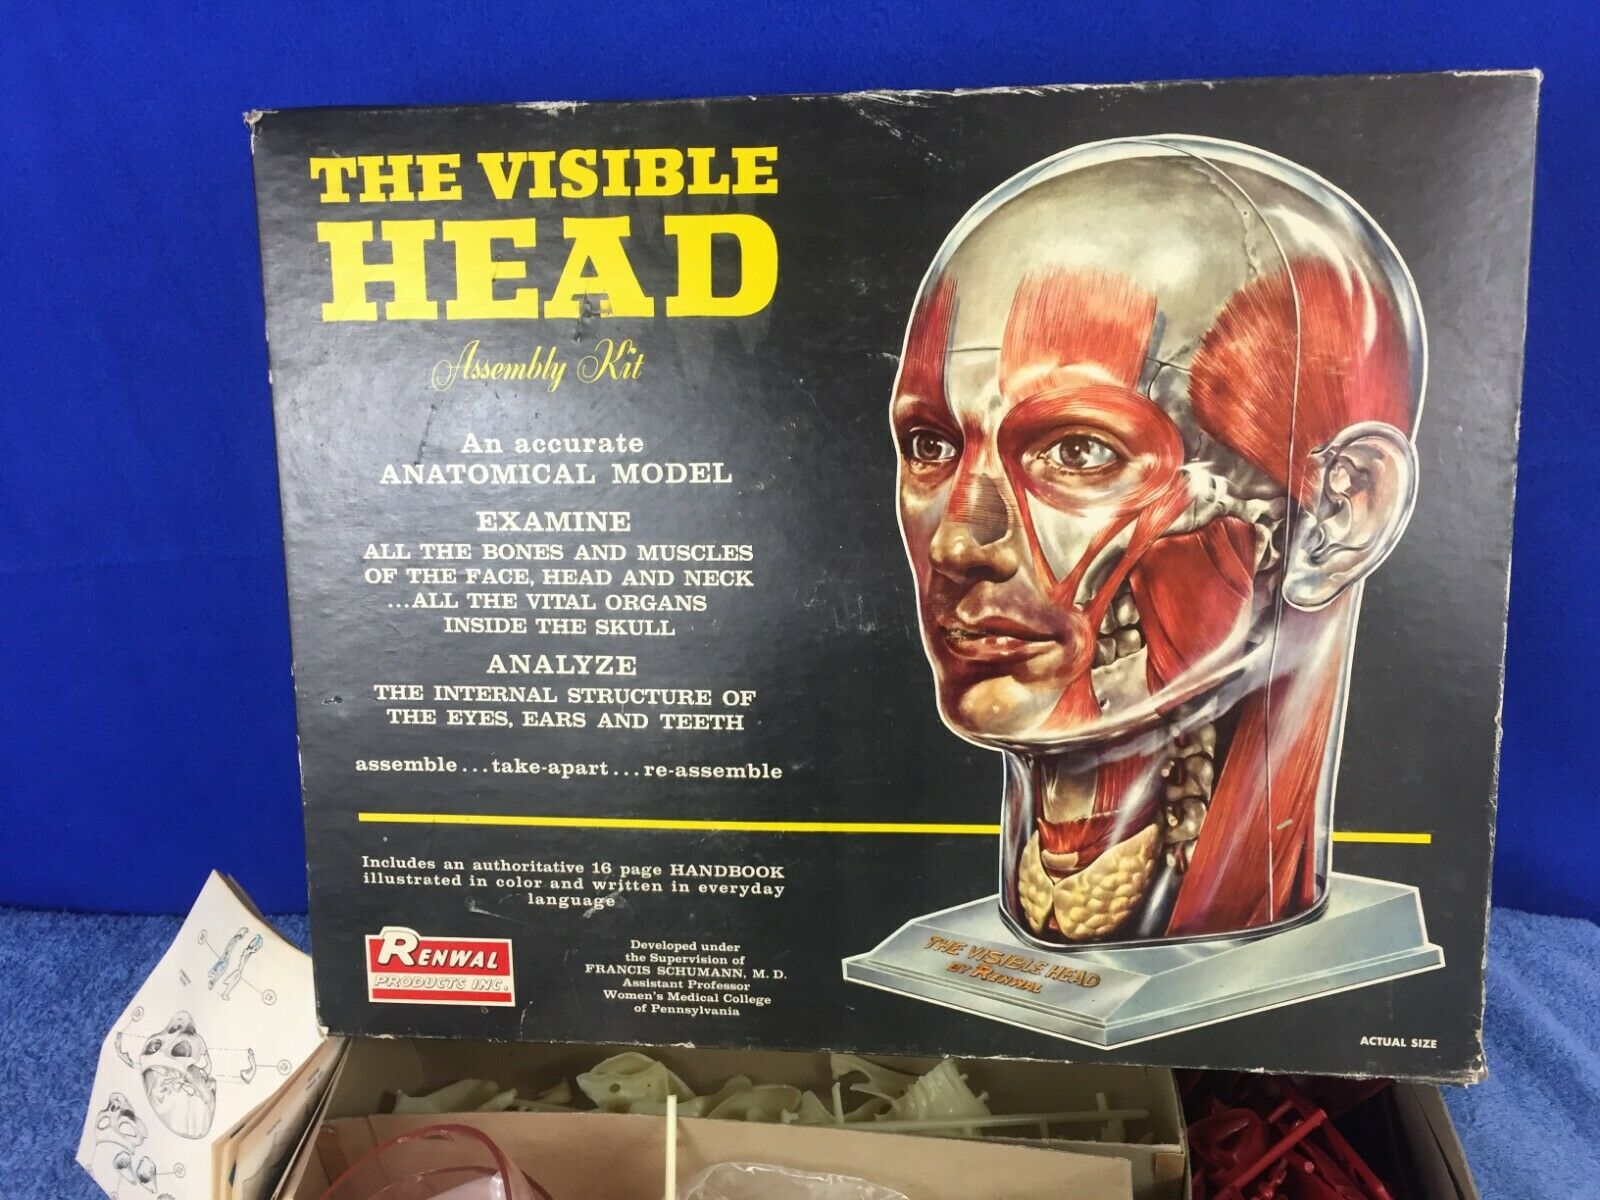 THE VISIBLE
HEAD
Assembly Kit
An accurate
ANATOMICAL MODEL
EXAMINE
ALL THE BONES AND MUSCLES
OF THE FACE, HEAD AND NECK
...ALL THE VITAL ORGANS
INSIDE THE SKULL
ANALYZE
THE INTERNAL STRUCTURE OF
THE EYES, EARS AND TEETH
assemble...take-apart...re-assemble
Includes an authoritative 16 page HANDBOOK
illustrated in color and written in everyday
language
RENWAL
PRODUCTS INC.
Developed under
the Supervision of
FRANCIS SCHUMANN, M. D.
Assistant Professor
Women's Medical College
of Pennsylvania
THE VISIBLE HEAD
BY RENWAL
ACTUAL SIZE